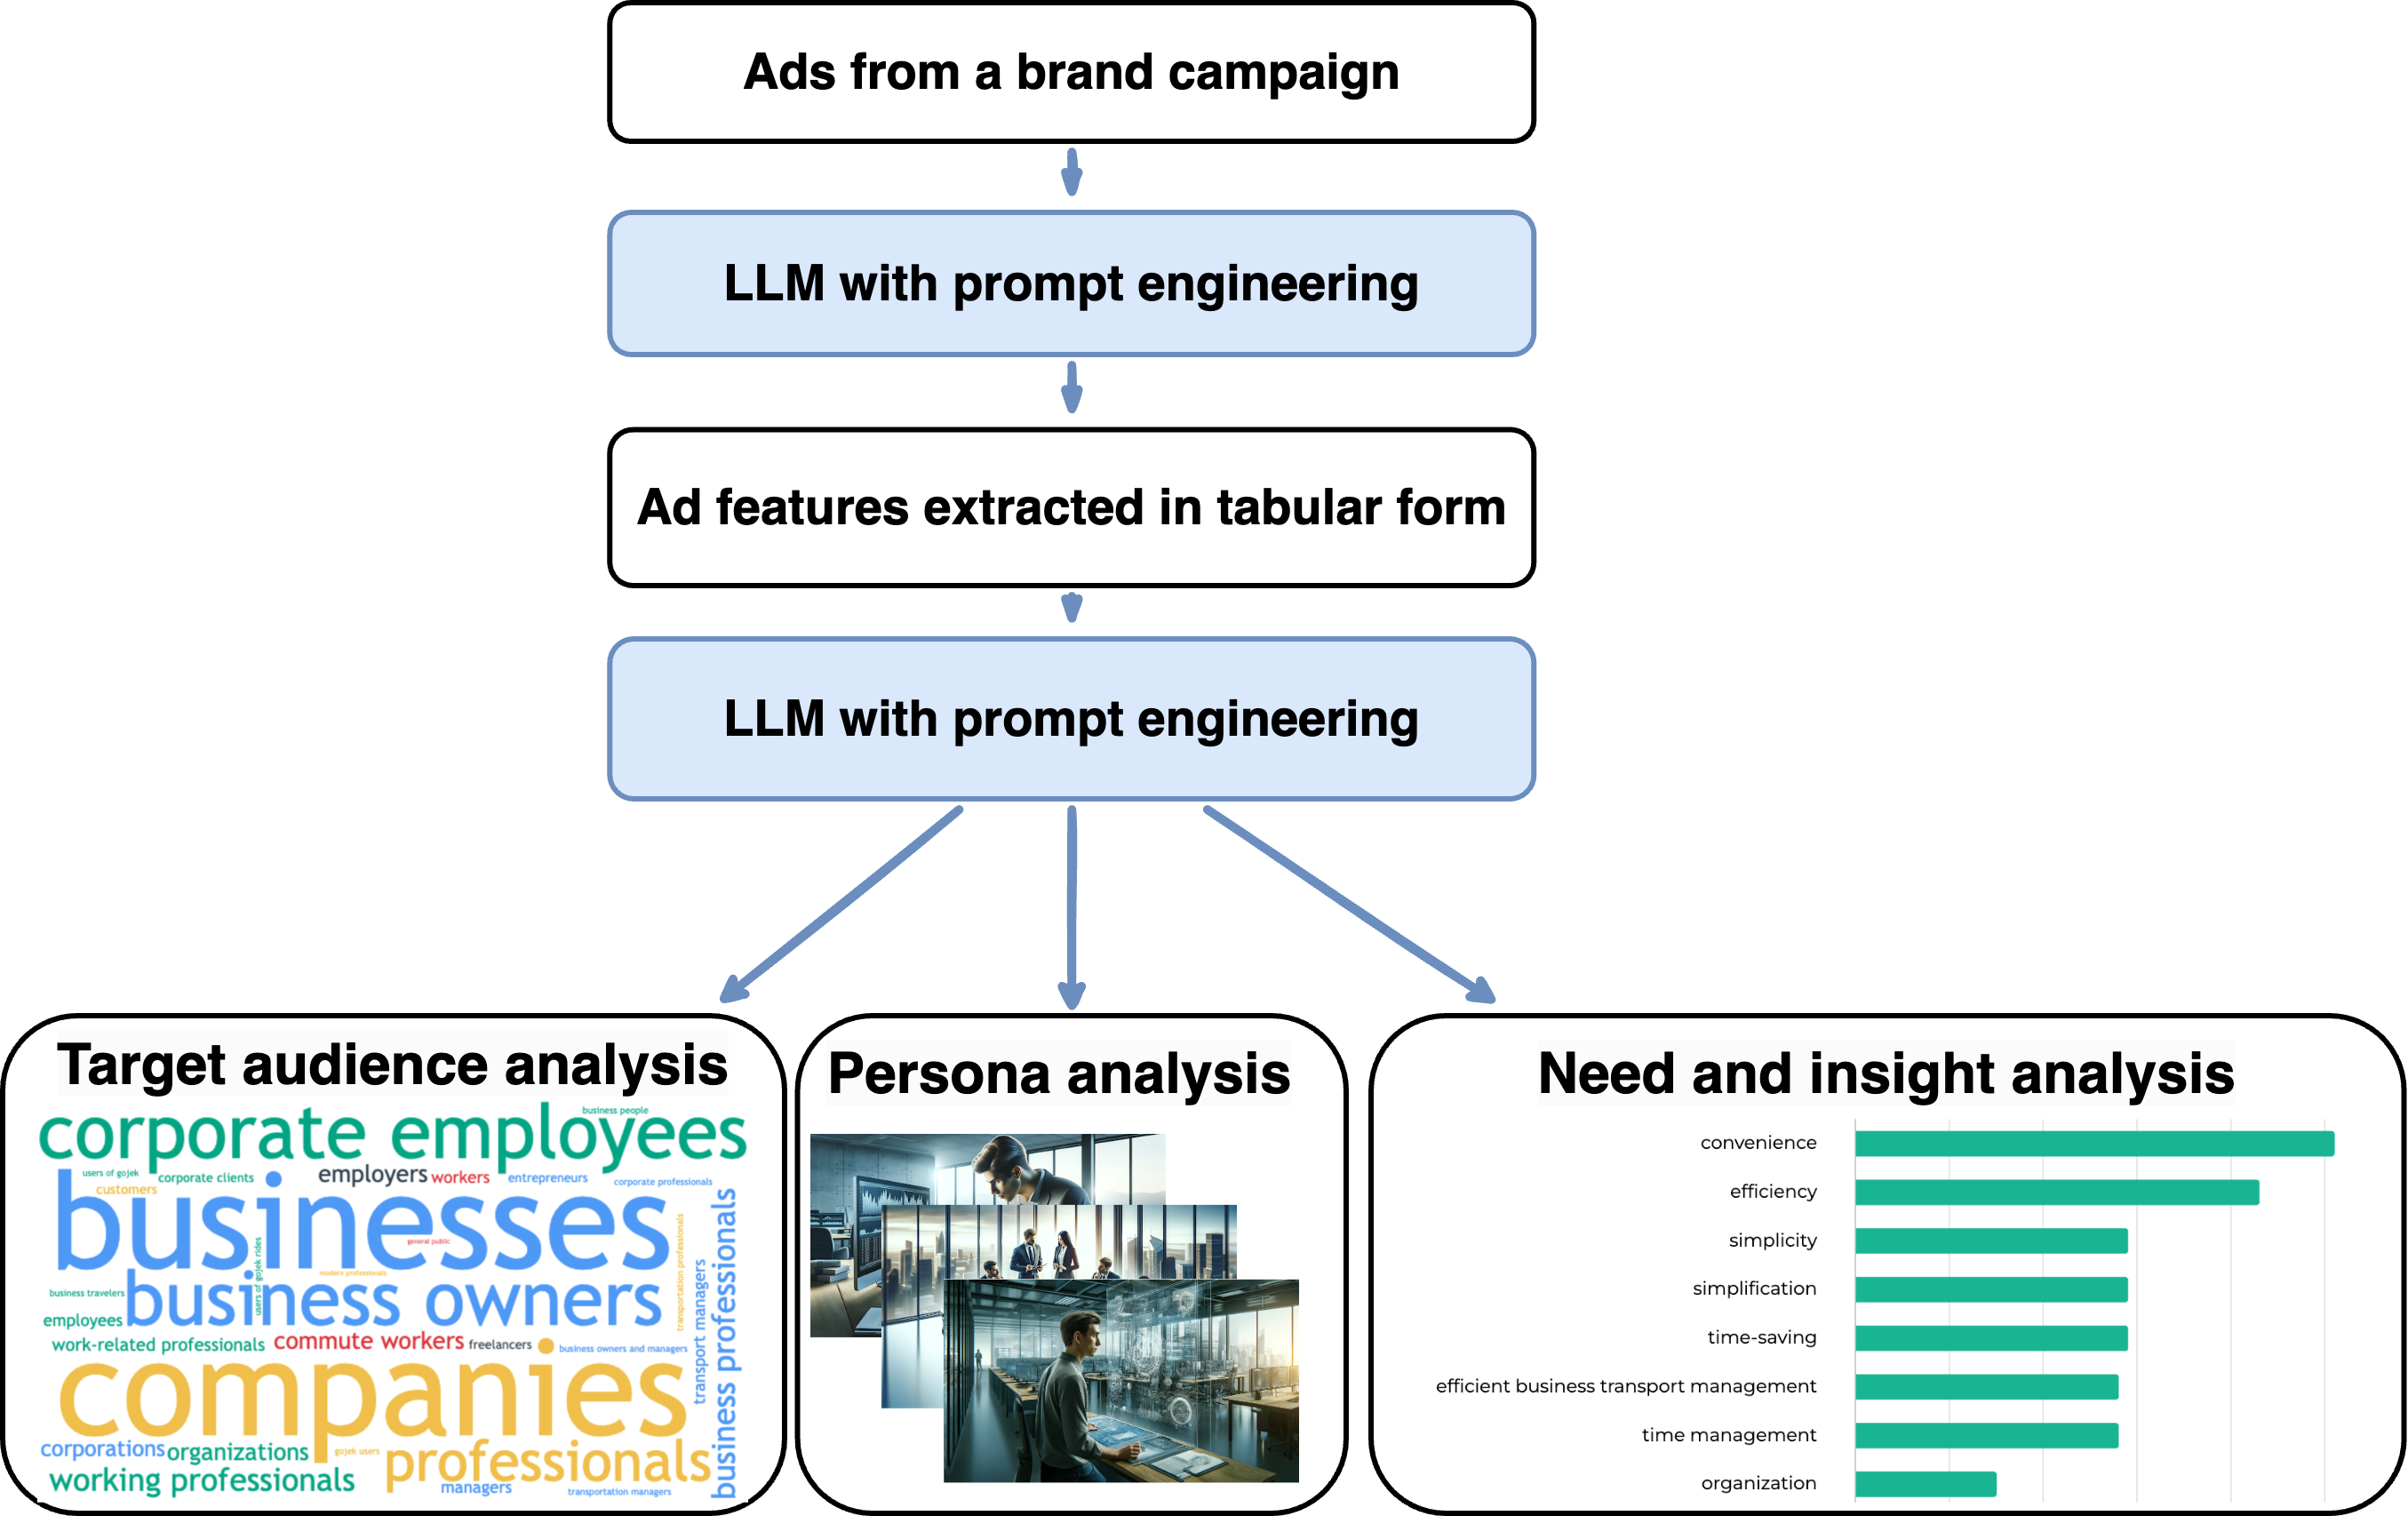 Ads from a brand campaign
LLM with prompt engineering
Ad features extracted in tabular form
LLM with prompt engineering
Target audience analysis
business people
corporate employees
users of gojek
corporate clients
employers
workers
entrepreneurs
corporate professionals
customers
businesses
general public
users of gojek rides
modern professionals
transportation professionals
business travelers
business owners
transport managers
business professionals
employees
work-related professionals
commute workers
freelancers
business owners and managers
companies
corporations
organizations
gojek users
professionals
working professionals
managers
transportation managers
Persona analysis
Need and insight analysis
convenience
efficiency
simplicity
simplification
time-saving
efficient business transport management
time management
organization